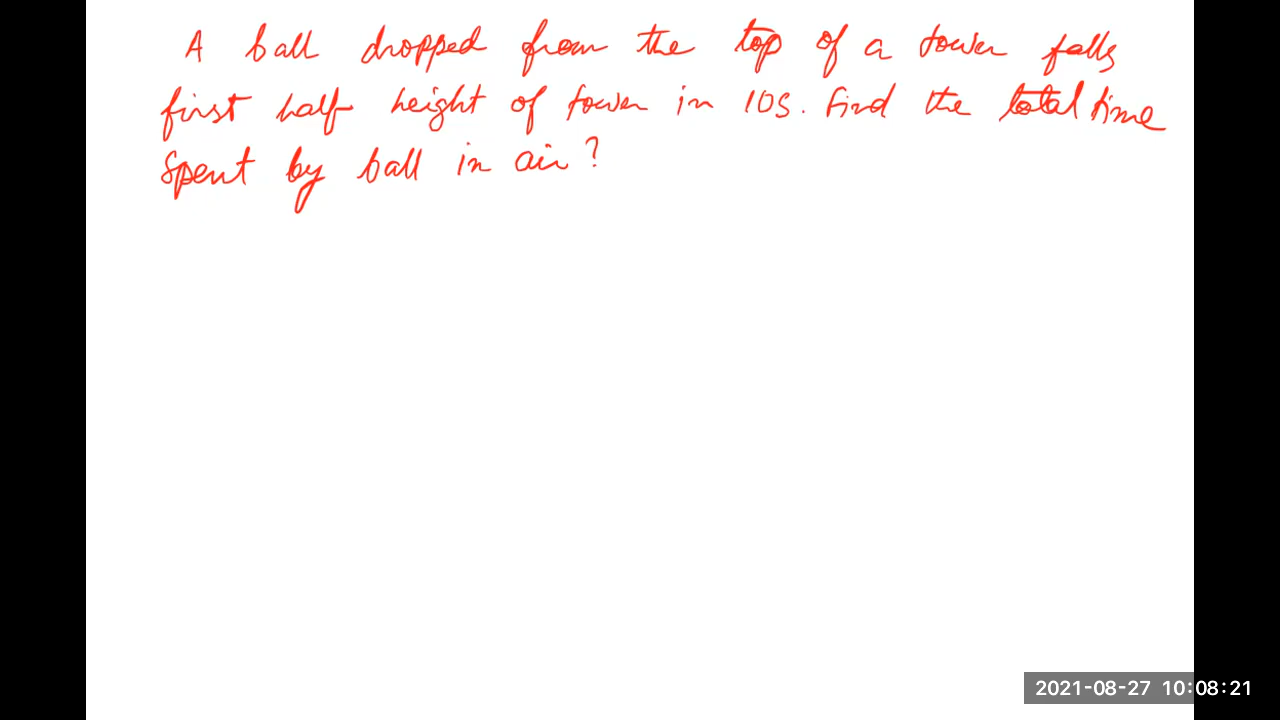 A ball dropped from the top of a tower falls
first half height of tower in 10s. Find the total time
spent by ball in air?
2021-08-27 10:08:21